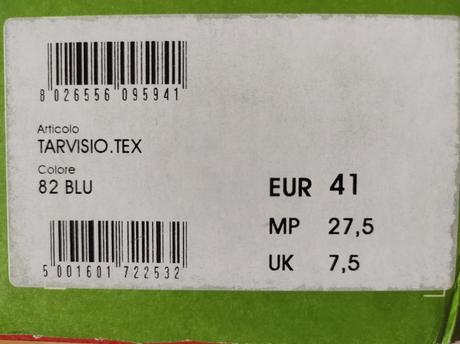 8 026556 095941
Articolo
TARVISIO.TEX
Colore
82 BLU
EUR 41
MP 27,5
UK 7,5
5 001601 722532